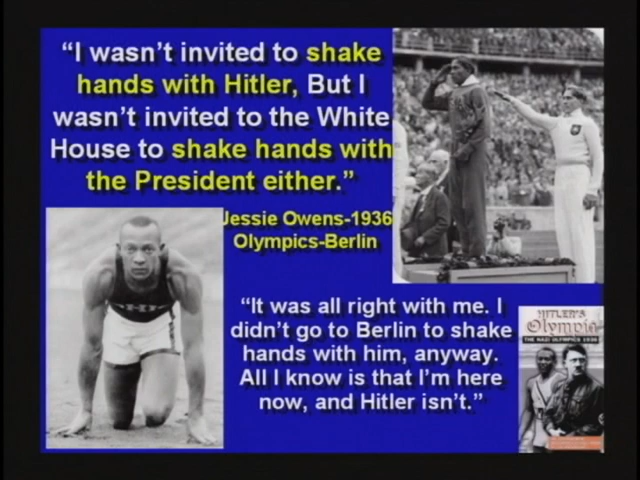 “I wasn’t invited to shake
hands with Hitler, But I
wasn’t invited to the White
House to shake hands with
the President either.”
Jessie Owens-1936
Olympics-Berlin
“It was all right with me. I
didn’t go to Berlin to shake
hands with him, anyway.
All I know is that I’m here
now, and Hitler isn’t.”
HITLER'S
Olympic
THE NAZI OLYMPICS 1936
OHIO